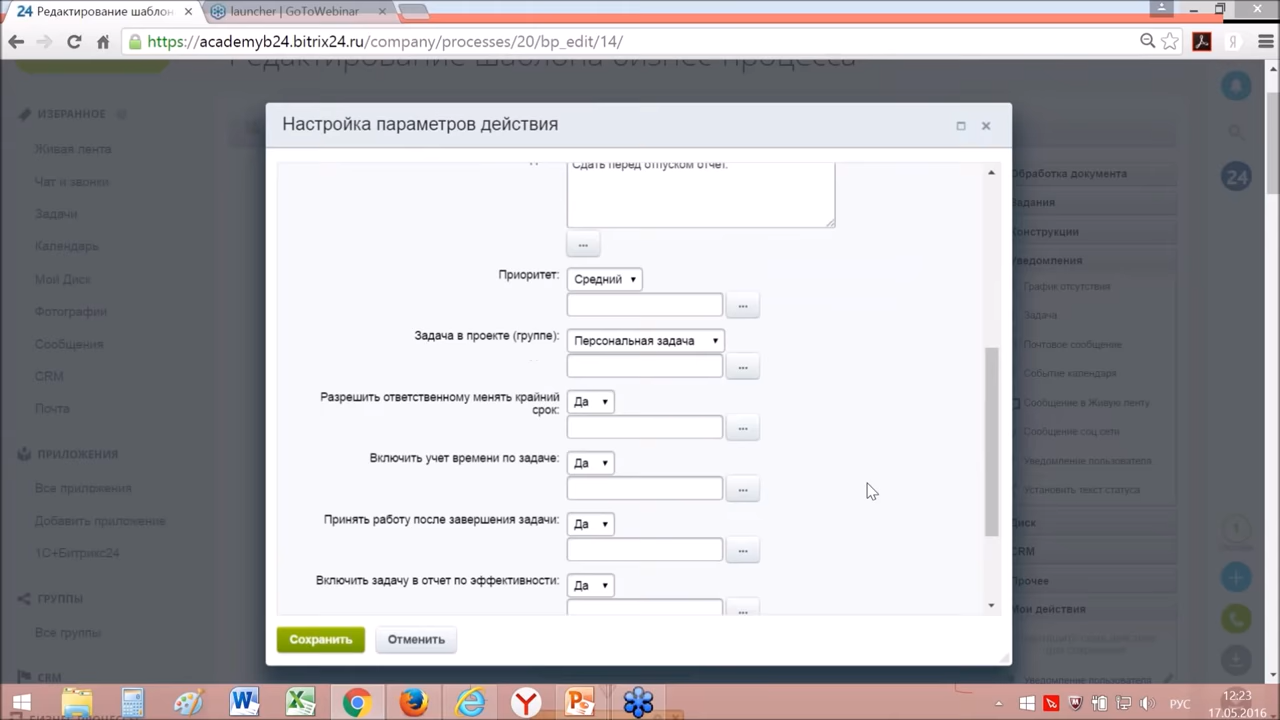 Редактирование шаблон
launcher | GoToWebinar
https://academyb24.bitrix24.ru/company/processes/20/bp_edit/14/
Редактирование шаблона бизнес процесса
ИЗБРАННОЕ
Живая лента
Чат и звонки
Задачи
Календарь
Мой Диск
Фотографии
Сообщения
CRM
Почта
ПРИЛОЖЕНИЯ
Все приложения
Добавить приложение
1С+Битрикс24
ГРУППЫ
Все группы
CRM
Настройка параметров действия
Сдать перед отпуском отчет.
...
Приоритет:
Средний
...
Задача в проекте (группе):
Персональная задача
...
Разрешить ответственному менять крайний
срок:
Да
...
Включить учет времени по задаче:
Да
...
Принять работу после завершения задачи:
Да
...
Включить задачу в отчет по эффективности:
Да
...
Сохранить
Отменить
24
Обработка документа
Задания
Конструкции
Уведомления
График отсутствия
Задача
Почтовое сообщение
Событие календаря
Сообщение в Живую ленту
Сообщение соц сети
Уведомление пользователя
Установить текст статуса
Диск
CRM
Прочее
Мои действия
Уведомление пользователя
РУС
12:23
17.05.2016